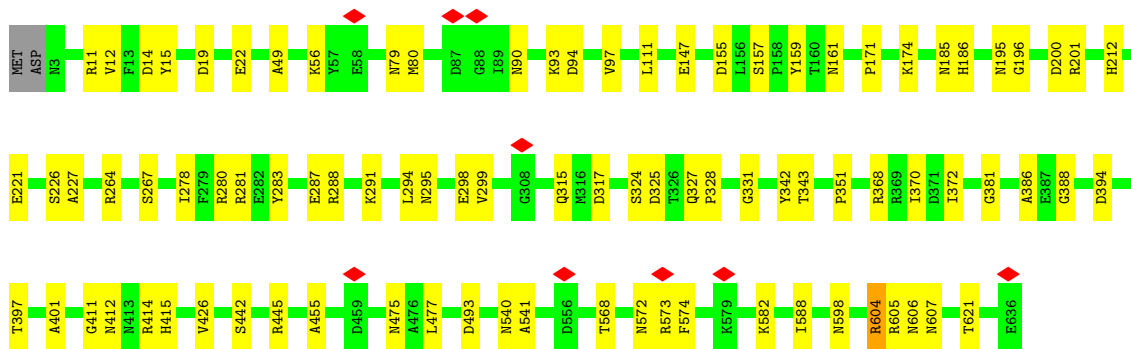 MET ASP N3 R11 V12 F13 D14 Y15 D19 E22 A49 K56 Y57 E58 N79 M80 D87 G88 I89 N90 K93 D94 V97 L111 E147 D155 L156 S157 P158 Y159 T160 N161 P171 K174 N185 H186 N195 G196 D200 R201 H212
E221 S226 A227 R264 S267 I278 F279 R280 R281 E282 Y283 E287 R288 K291 L294 N295 E298 V299 G308 Q315 M316 D317 S324 D325 T326 Q327 P328 G331 Y342 T343 P351 R368 R369 I370 D371 I372 G381 A386 E387 G388 D394
T397 A401 G411 N412 N413 R414 H415 V426 S442 R445 A455 D459 N475 A476 L477 D493 N540 A541 D556 T568 N572 R573 F574 K579 K582 I588 N598 R604 R605 N606 N607 T621 E636